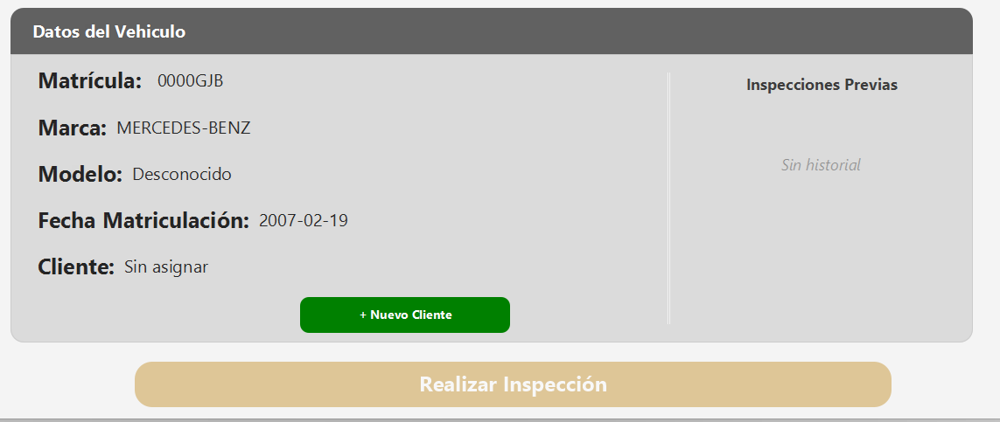 Datos del Vehiculo
Matrícula: 0000GJB
Marca: MERCEDES-BENZ
Modelo: Desconocido
Fecha Matriculación: 2007-02-19
Cliente: Sin asignar
+ Nuevo Cliente
Inspecciones Previas
Sin historial
Realizar Inspección